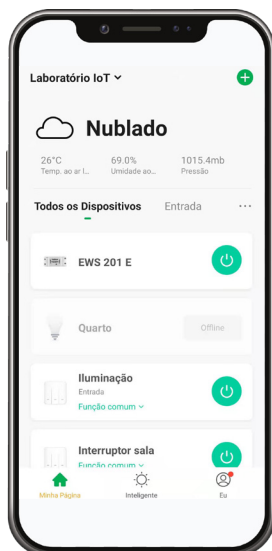 Laboratório IoT
Nublado
26°C 69.0% 1015.4mb
Temp. ao ar l... Umidade ao... Pressão
Todos os Dispositivos Entrada ...
EWS 201 E
Quarto Offline
Iluminação
Entrada
Função comum
Interruptor sala
Função comum
Minha Página Inteligente Eu